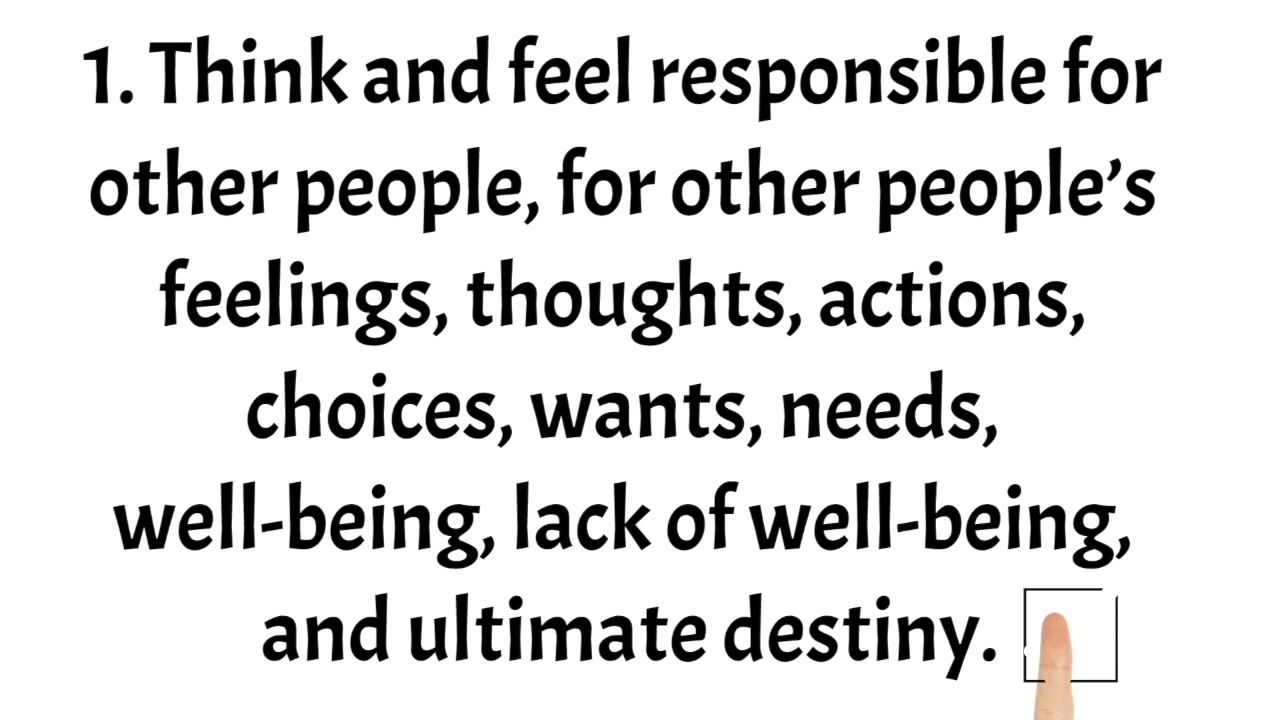 1. Think and feel responsible for
other people, for other people’s
feelings, thoughts, actions,
choices, wants, needs,
well-being, lack of well-being,
and ultimate destiny.